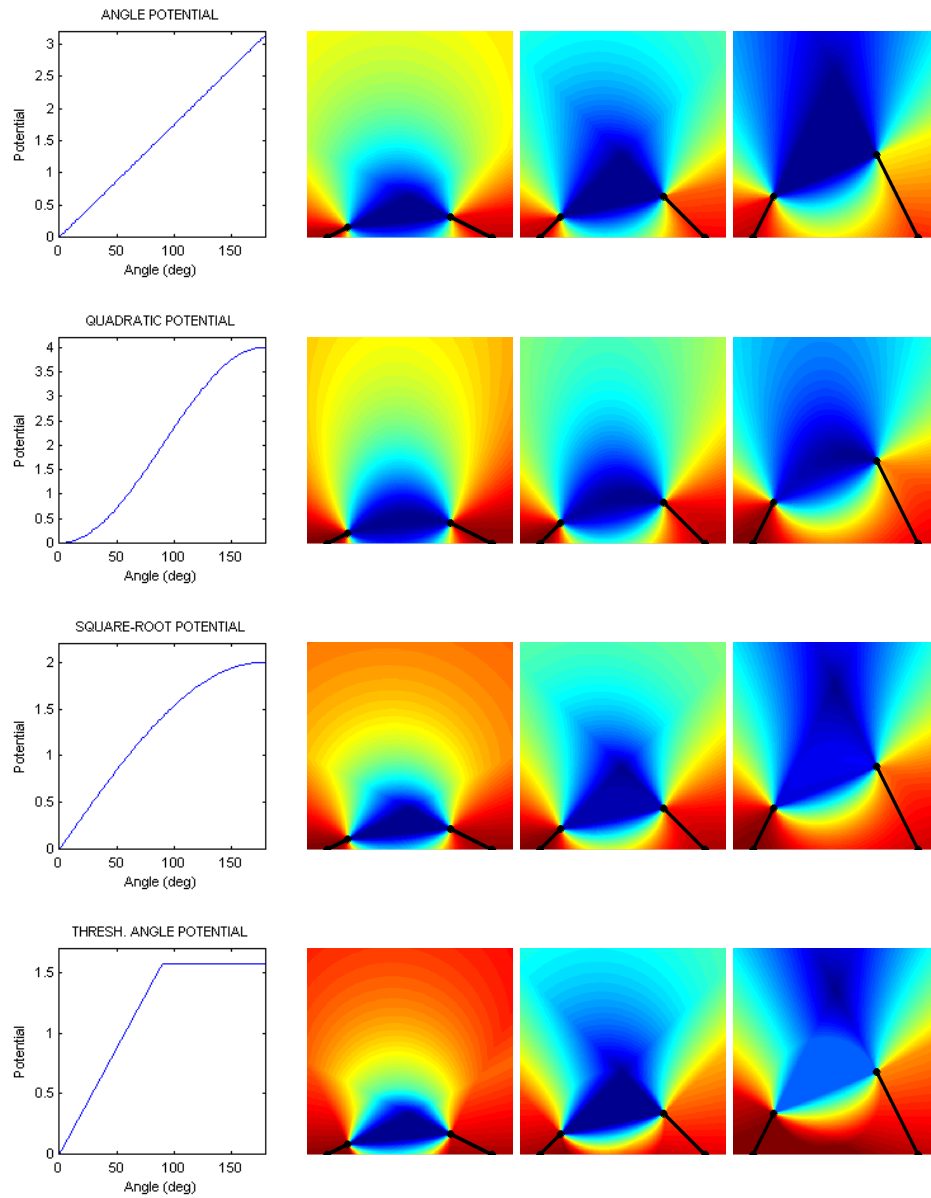 ANGLE POTENTIAL
3
2.5
2
1.5
1
0.5
0
Potential
0 50 100 150
Angle (deg)
QUADRATIC POTENTIAL
4
3.5
3
2.5
2
1.5
1
0.5
0
Potential
0 50 100 150
Angle (deg)
SQUARE-ROOT POTENTIAL
2
1.5
1
0.5
0
Potential
0 50 100 150
Angle (deg)
THRESH. ANGLE POTENTIAL
1.5
1
0.5
0
Potential
0 50 100 150
Angle (deg)